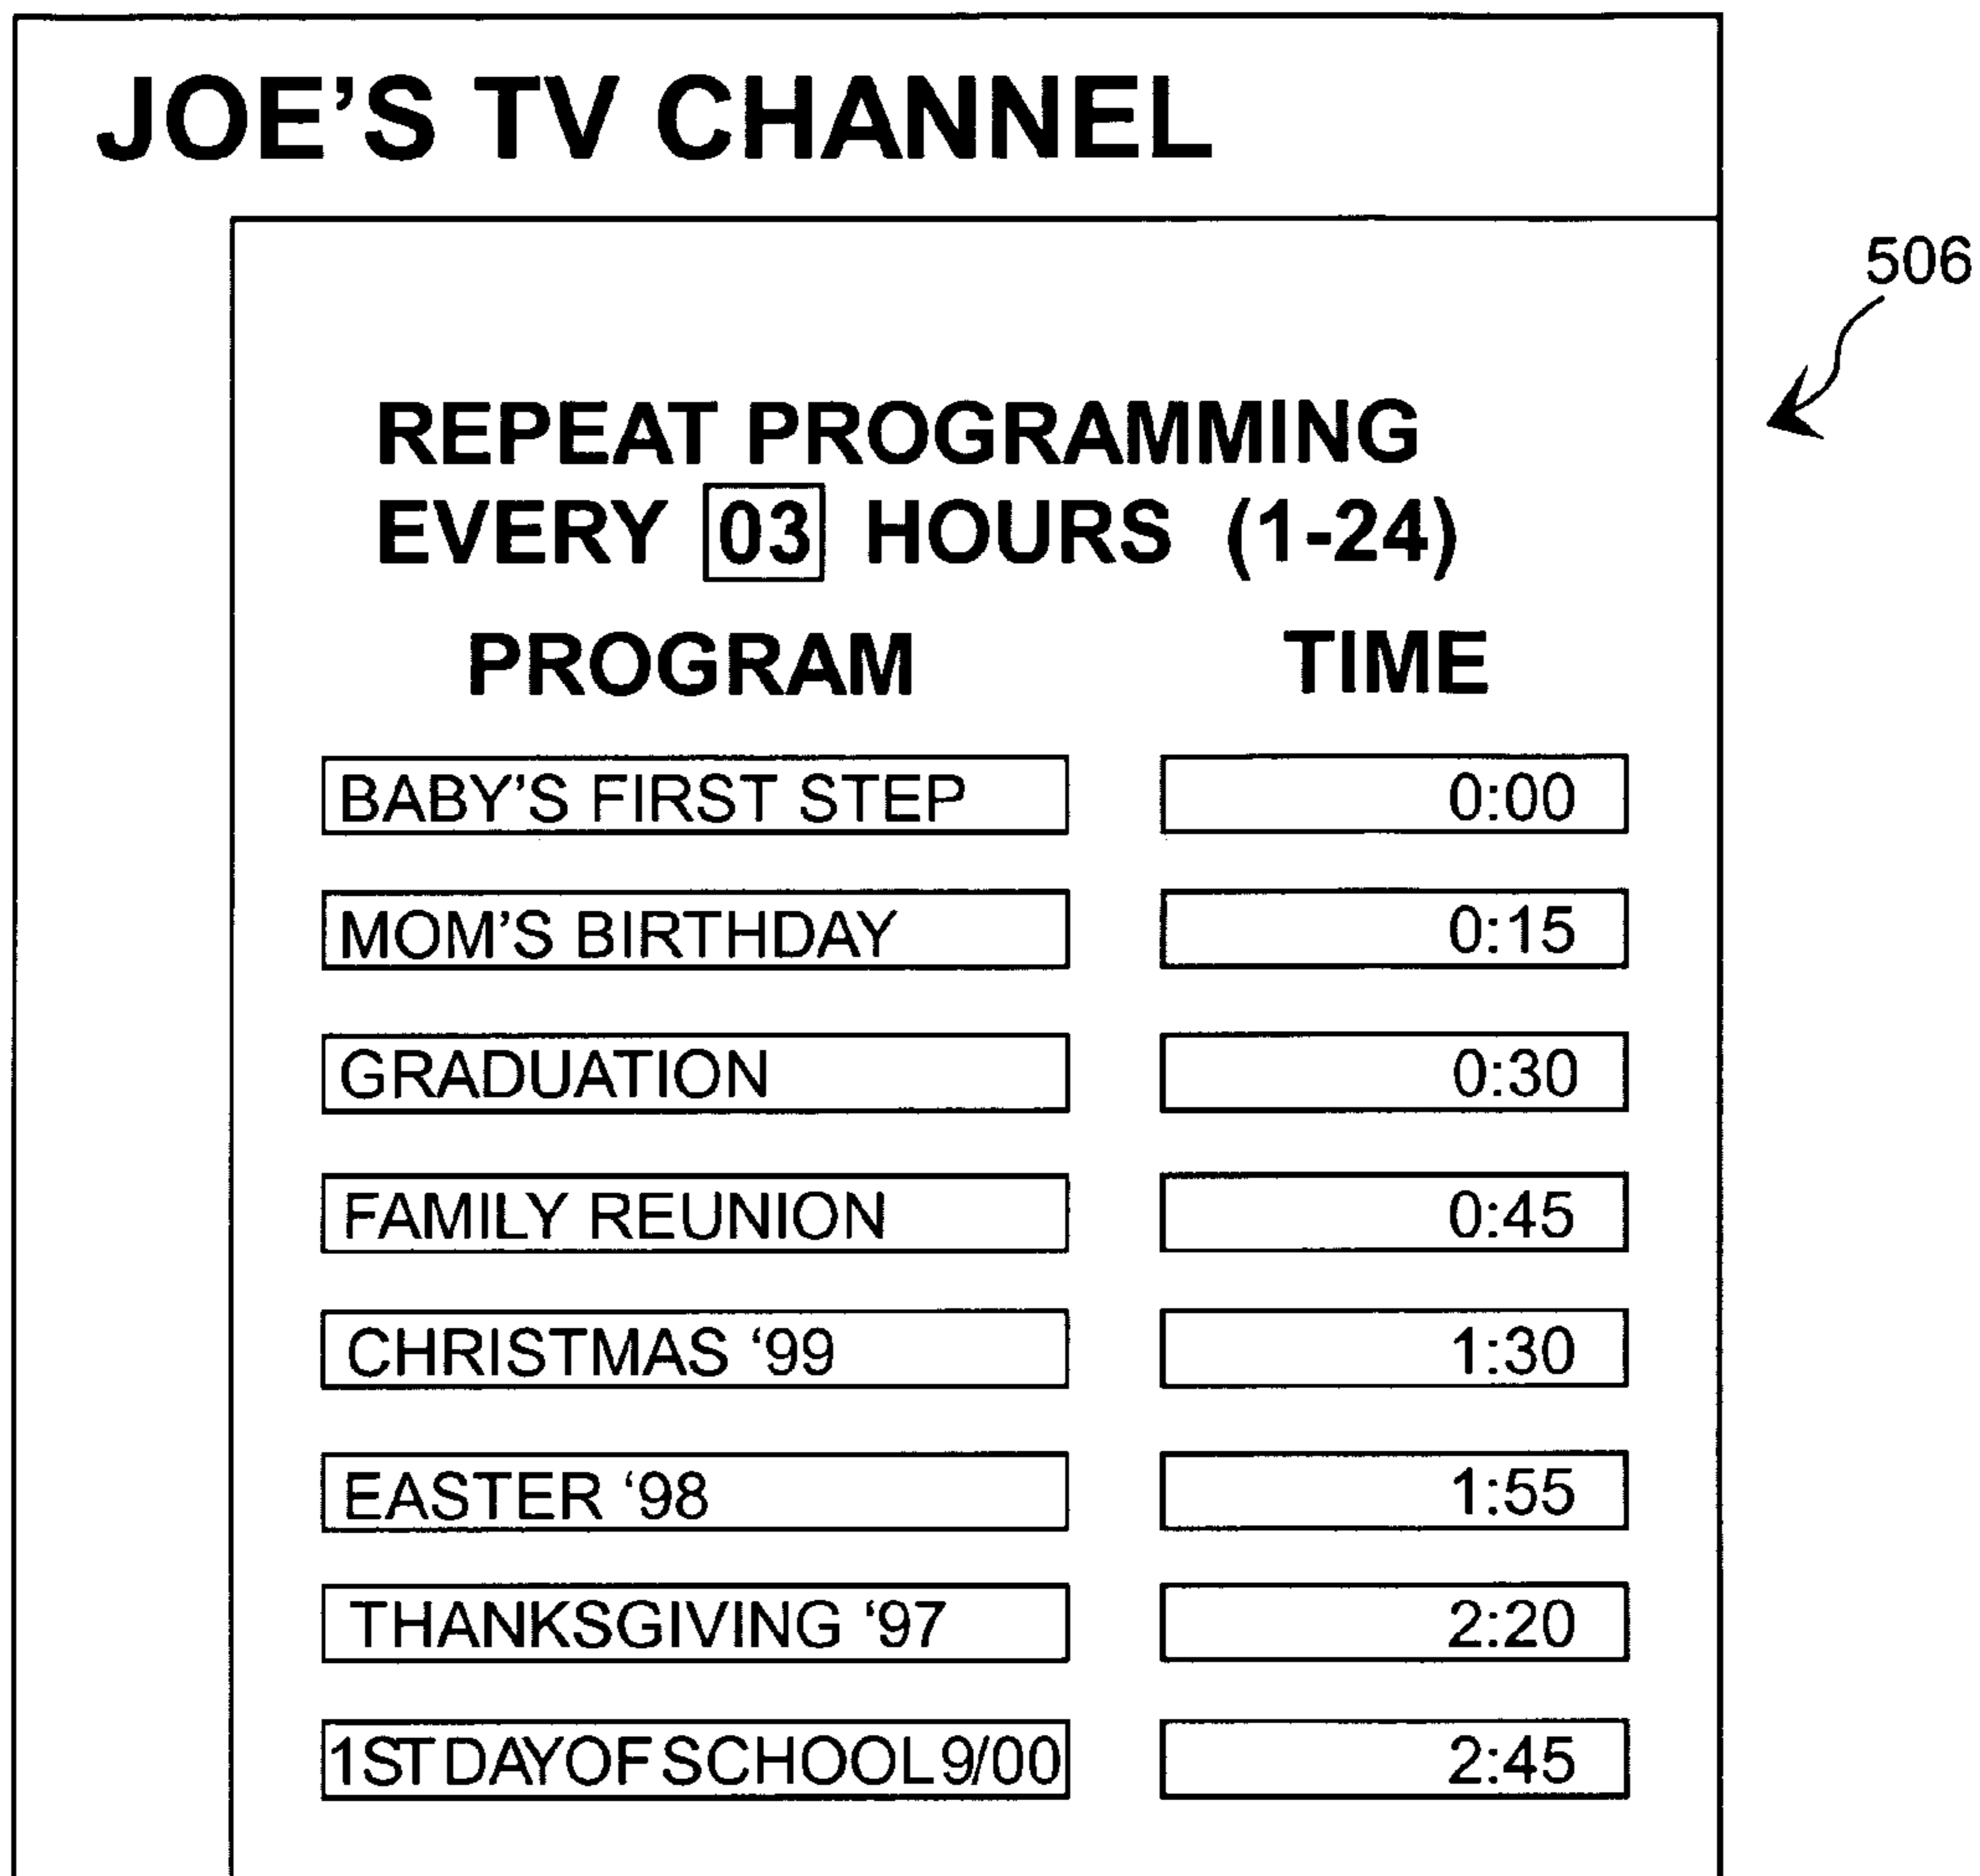 JOE'S TV CHANNEL
506
REPEAT PROGRAMMING
EVERY 03 HOURS (1-24)
PROGRAM TIME
BABY'S FIRST STEP 0:00
MOM'S BIRTHDAY 0:15
GRADUATION 0:30
FAMILY REUNION 0:45
CHRISTMAS ‘99 1:30
EASTER ‘98 1:55
THANKSGIVING ‘97 2:20
1ST DAY OF SCHOOL 9/00 2:45